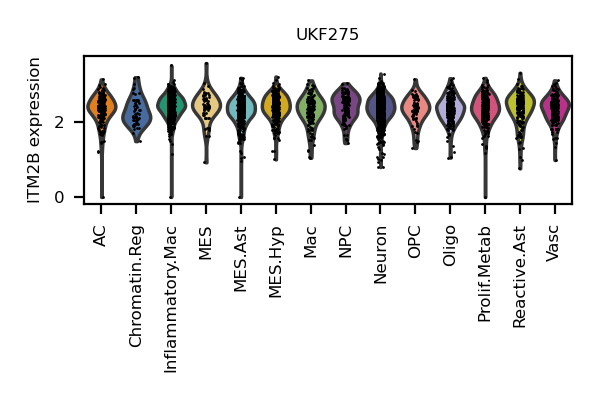 UKF275
ITM2B expression
2
0
AC
Chromatin.Reg
Inflammatory.Mac
MES
MES.Ast
MES.Hyp
Mac
NPC
Neuron
OPC
Oligo
Prolif.Metab
Reactive.Ast
Vasc